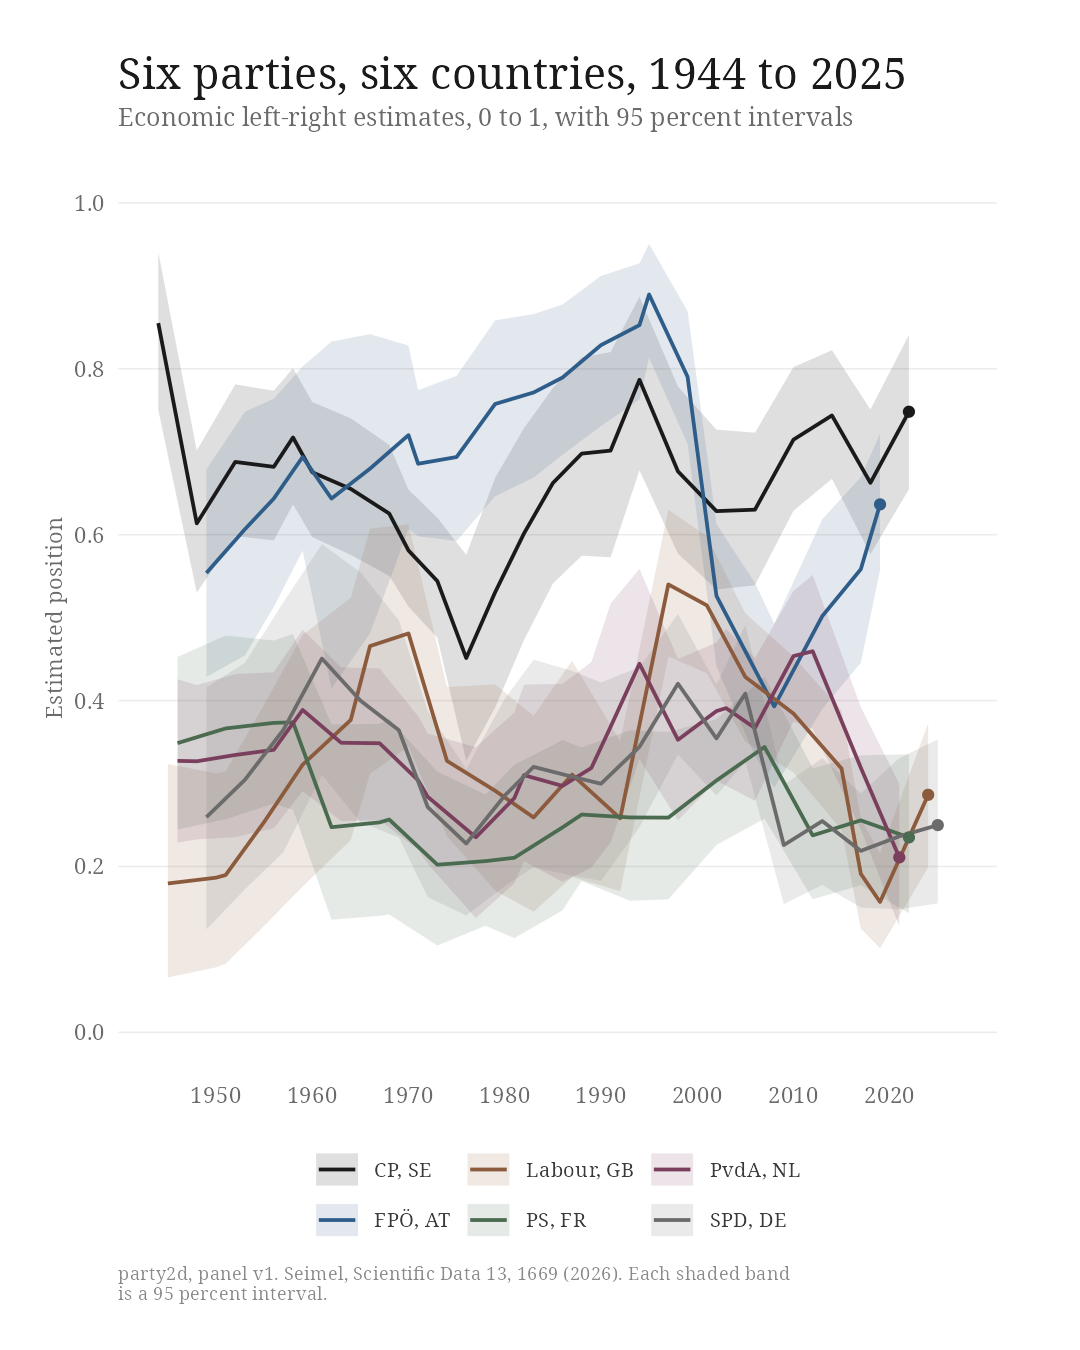 Six parties, six countries, 1944 to 2025
Economic left-right estimates, 0 to 1, with 95 percent intervals
1.0
0.8
0.6
0.4
0.2
0.0
Estimated position
1950 1960 1970 1980 1990 2000 2010 2020
CP, SE Labour, GB PvdA, NL
FPÖ, AT PS, FR SPD, DE
party2d, panel v1. Seimel, Scientific Data 13, 1669 (2026). Each shaded band
is a 95 percent interval.